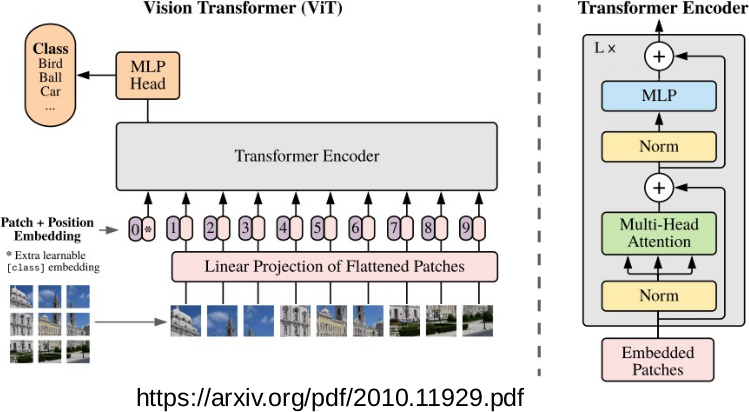 Vision Transformer (ViT)
Class
Bird
Ball
Car
...
MLP
Head
Transformer Encoder
Patch + Position
Embedding
* Extra learnable
[class] embedding
0 * 1 2 3 4 5 6 7 8 9
Linear Projection of Flattened Patches
Transformer Encoder
L ×
+
MLP
Norm
+
Multi-Head
Attention
Norm
Embedded
Patches
https://arxiv.org/pdf/2010.11929.pdf